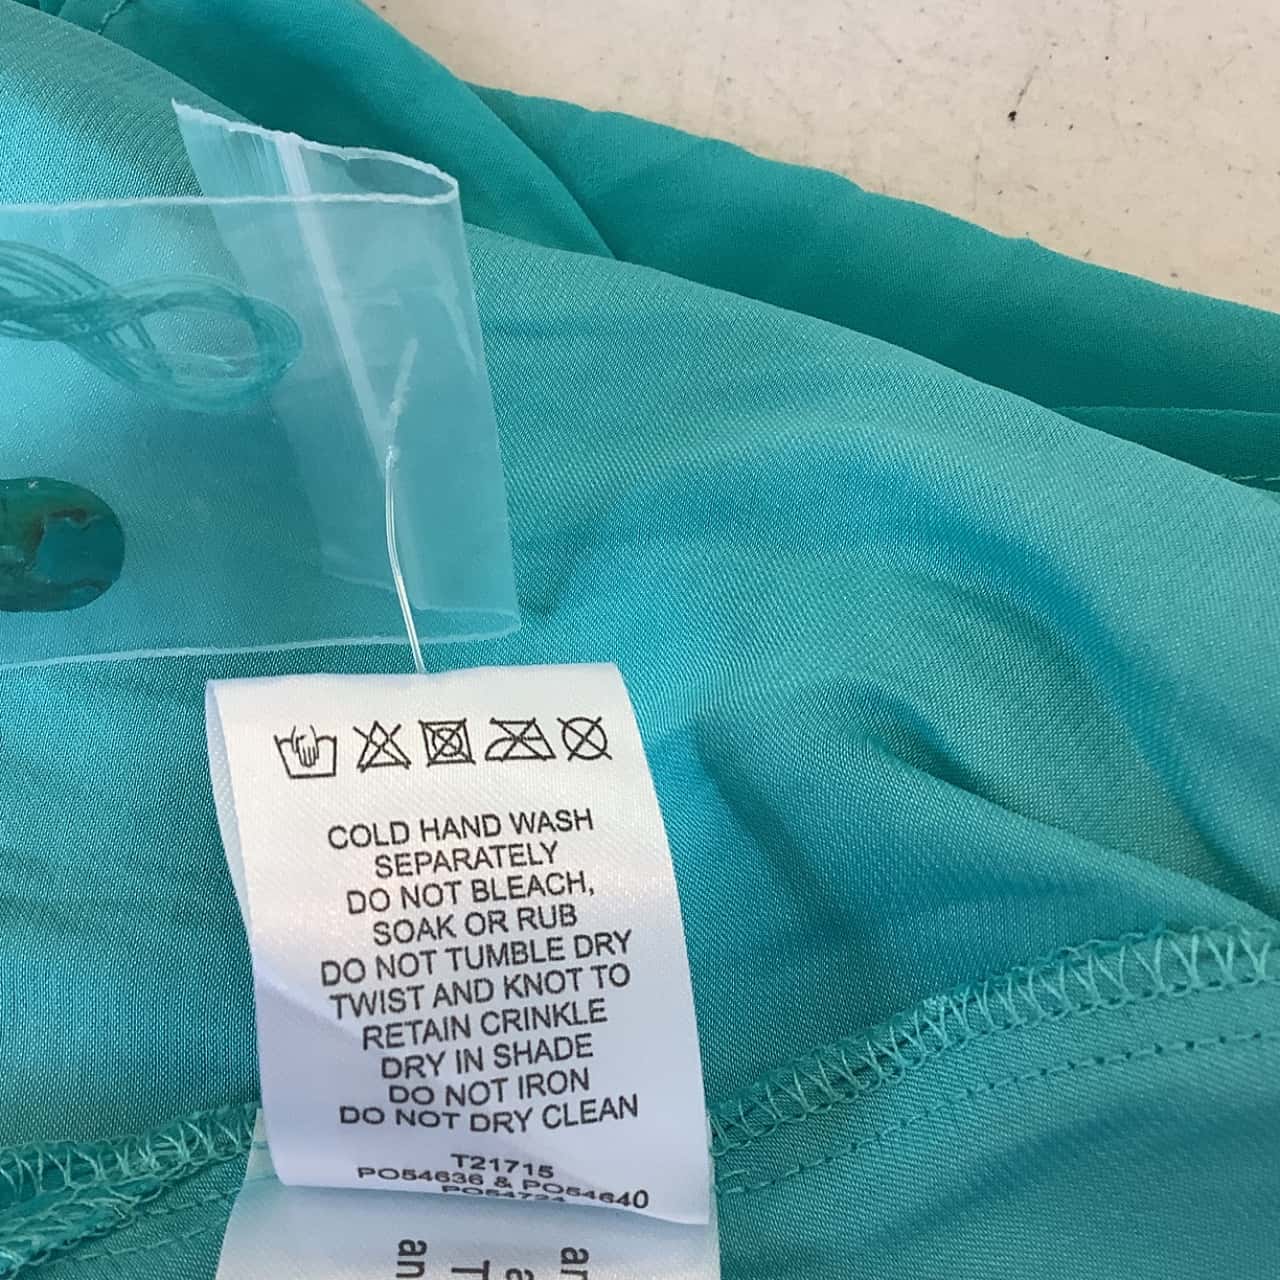 COLD HAND WASH
SEPARATELY
DO NOT BLEACH,
SOAK OR RUB
DO NOT TUMBLE DRY
TWIST AND KNOT TO
RETAIN CRINKLE
DRY IN SHADE
DO NOT IRON
DO NOT DRY CLEAN
T21715
PO54636 & PO54640